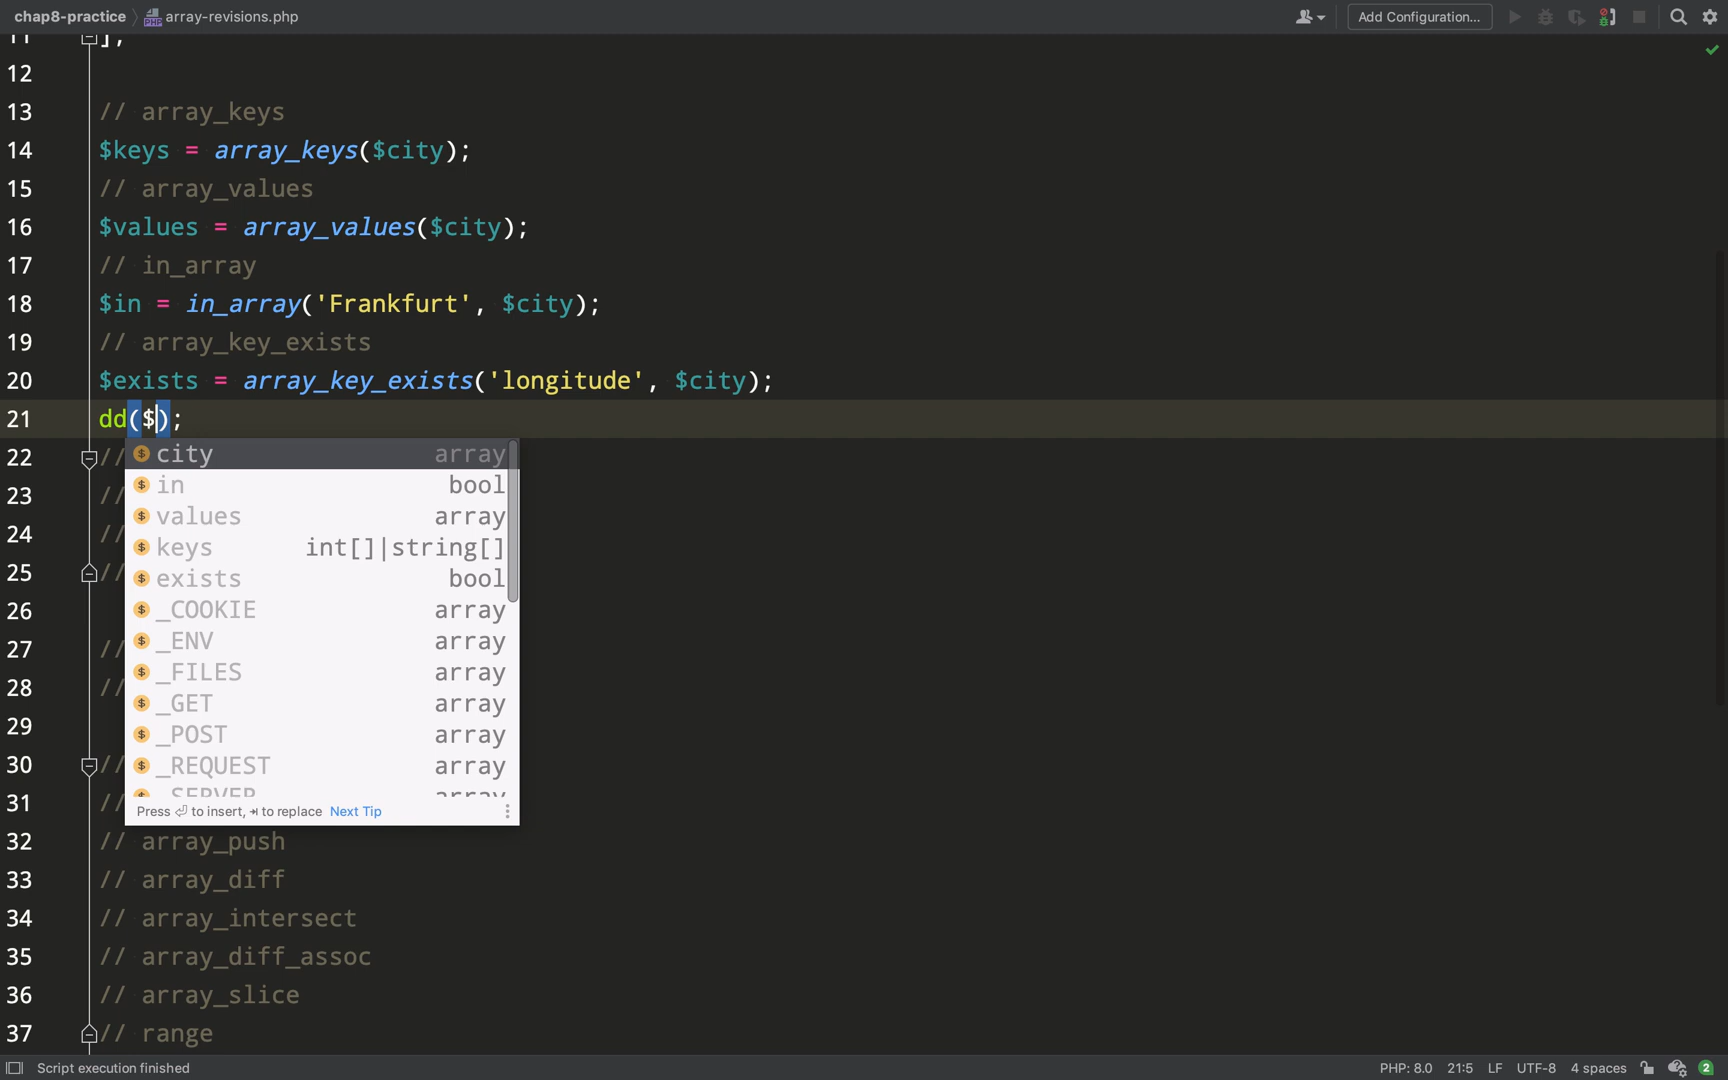 chap8-practice array-revisions.php Add Configuration...
11 ];
12
13 // array_keys
14 $keys = array_keys($city);
15 // array_values
16 $values = array_values($city);
17 // in_array
18 $in = in_array('Frankfurt', $city);
19 // array_key_exists
20 $exists = array_key_exists('longitude', $city);
21 dd($);
22 //
city array
in bool
23 //
values array
24 //
keys int[]|string[]
25 //
exists bool
26
_COOKIE array
27 //
_ENV array
28 //
_FILES array
_GET array
29
_POST array
30 //
_REQUEST array
31 //
_SERVER array
Press ⏎ to insert, ⇥ to replace Next Tip
32 // array_push
33 // array_diff
34 // array_intersect
35 // array_diff_assoc
36 // array_slice
37 // range
Script execution finished PHP: 8.0 21:5 LF UTF-8 4 spaces 2